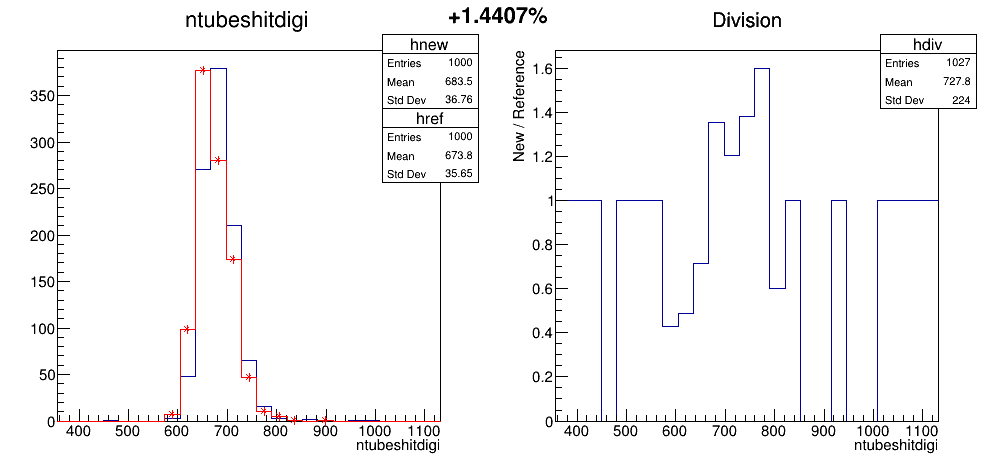 +1.4407%
ntubeshitdigi
hnew
Entries 1000
Mean 683.5
Std Dev 36.76
href
Entries 1000
Mean 673.8
Std Dev 35.65
350
300
250
200
150
100
50
0
400 500 600 700 800 900 1000 1100
ntubeshitdigi
Division
hdiv
Entries 1027
Mean 727.8
Std Dev 224
New / Reference
1.6
1.4
1.2
1
0.8
0.6
0.4
0.2
0
400 500 600 700 800 900 1000 1100
ntubeshitdigi